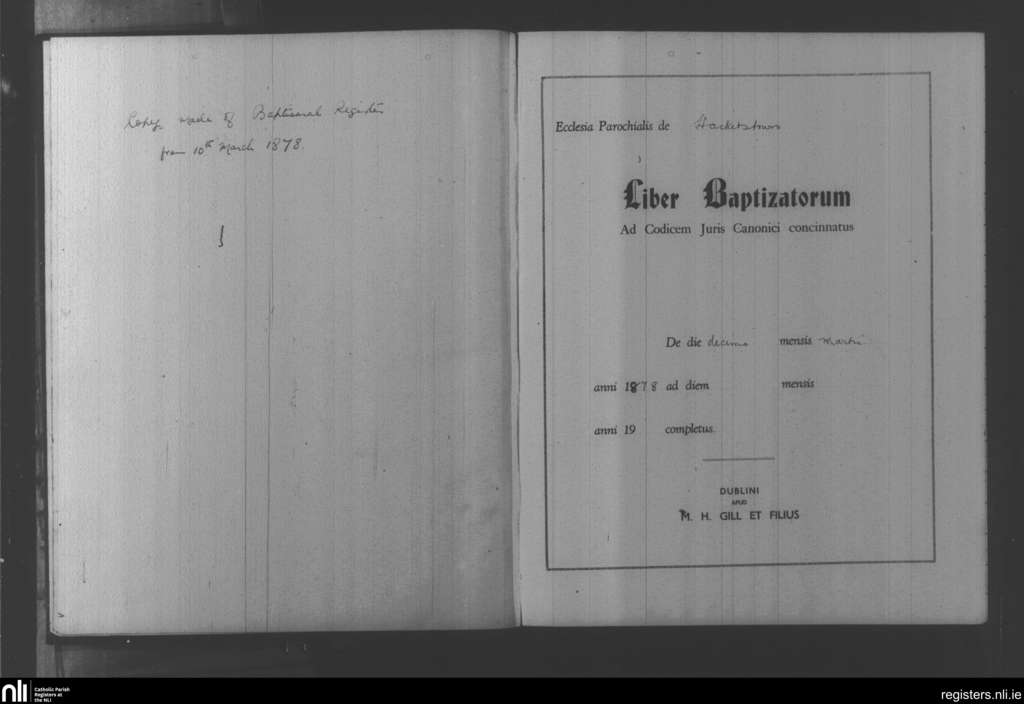 Copy made of Baptismal Register
from 10th March 1878.
Ecclesia Parochialis de Hacketstown
Liber Baptizatorum
Ad Codicem Juris Canonici concinnatus
De die decimo mensis Martii
anni 1878 ad diem mensis
anni 19 completus.
DUBLINI
APUD
M. H. GILL ET FILIUS
nli
Catholic Parish
Registers at
the NLI
registers.nli.ie